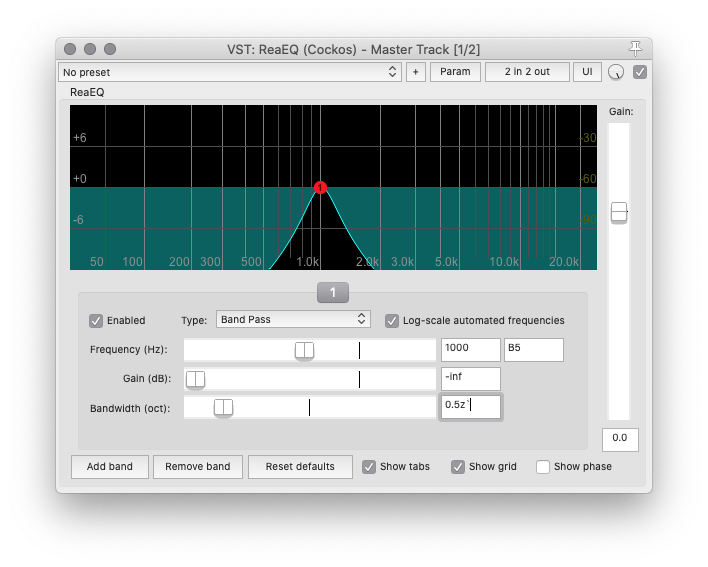 VST: ReaEQ (Cockos) - Master Track [1/2]
No preset
+
Param
2 in 2 out
UI
ReaEQ
Gain:
+6
-30
+0
-60
-6
-90
50 100 200 300 500 1.0k 2.0k 3.0k 5.0k 10.0k 20.0k
1
1
Enabled
Type:
Band Pass
Log-scale automated frequencies
Frequency (Hz):
1000
B5
Gain (dB):
-inf
Bandwidth (oct):
0.5z`
0.0
Add band
Remove band
Reset defaults
Show tabs
Show grid
Show phase